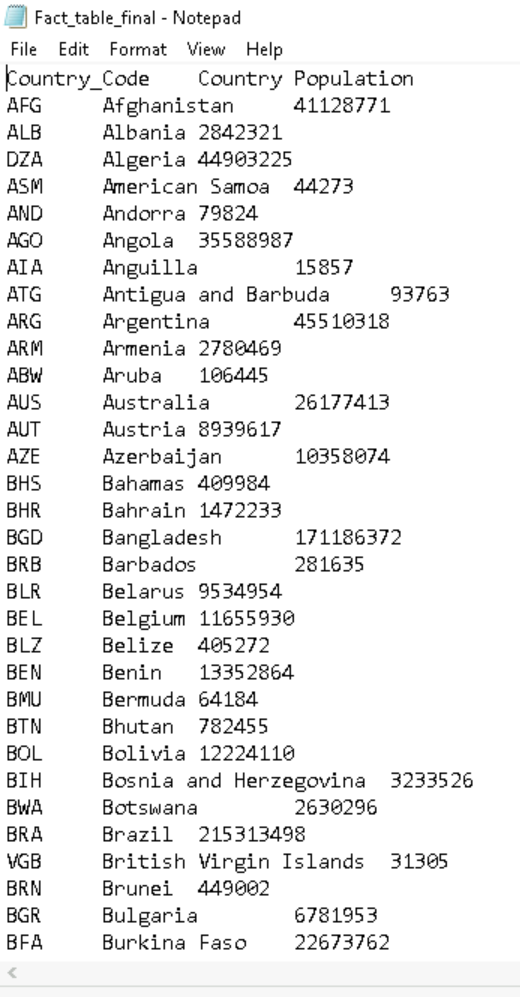 Fact_table_final - Notepad
File Edit Format View Help
Country_Code Country Population
AFG Afghanistan 41128771
ALB Albania 2842321
DZA Algeria 44903225
ASM American Samoa 44273
AND Andorra 79824
AGO Angola 35588987
AIA Anguilla 15857
ATG Antigua and Barbuda 93763
ARG Argentina 45510318
ARM Armenia 2780469
ABW Aruba 106445
AUS Australia 26177413
AUT Austria 8939617
AZE Azerbaijan 10358074
BHS Bahamas 409984
BHR Bahrain 1472233
BGD Bangladesh 171186372
BRB Barbados 281635
BLR Belarus 9534954
BEL Belgium 11655930
BLZ Belize 405272
BEN Benin 13352864
BMU Bermuda 64184
BTN Bhutan 782455
BOL Bolivia 12224110
BIH Bosnia and Herzegovina 3233526
BWA Botswana 2630296
BRA Brazil 215313498
VGB British Virgin Islands 31305
BRN Brunei 449002
BGR Bulgaria 6781953
BFA Burkina Faso 22673762